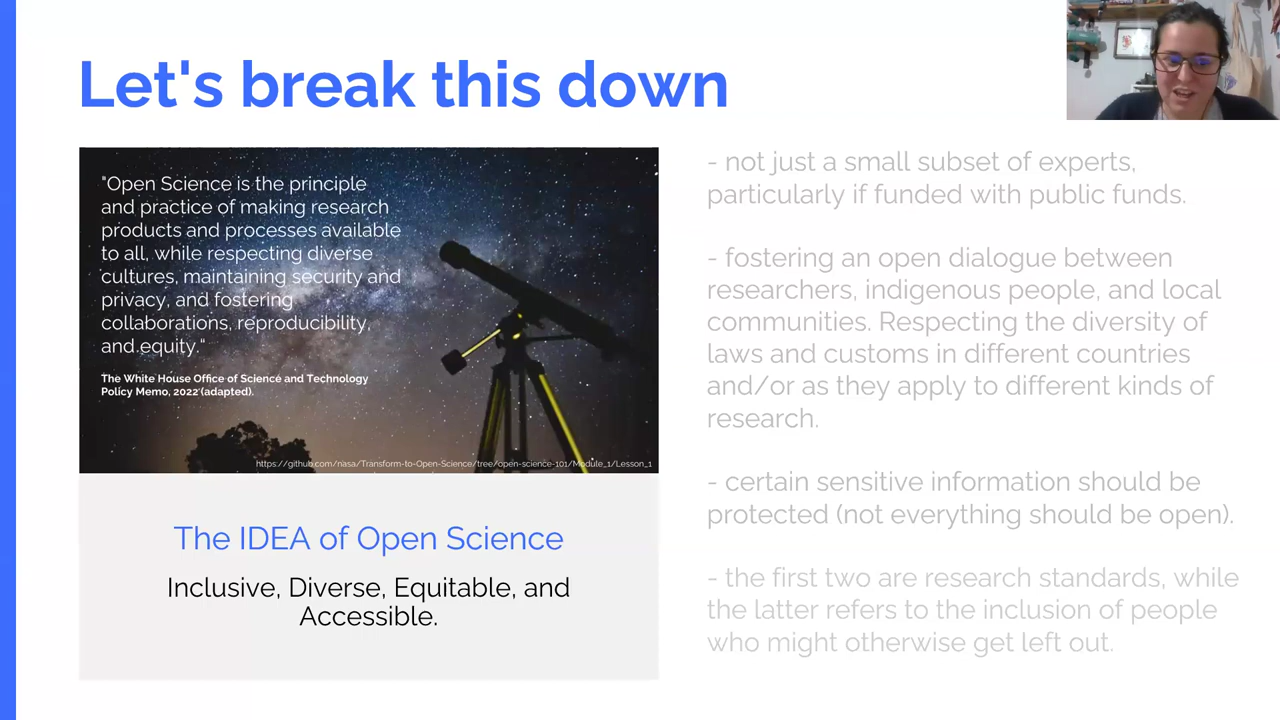 Let's break this down
"Open Science is the principle
and practice of making research
products and processes available
to all, while respecting diverse
cultures, maintaining security and
privacy, and fostering
collaborations, reproducibility,
and equity."
The White House Office of Science and Technology
Policy Memo, 2022 (adapted).
https://github.com/nasa/Transform-to-Open-Science/tree/open-science-101/Module_1/Lesson_1
The IDEA of Open Science
Inclusive, Diverse, Equitable, and
Accessible.
- not just a small subset of experts,
particularly if funded with public funds.
- fostering an open dialogue between
researchers, indigenous people, and local
communities. Respecting the diversity of
laws and customs in different countries
and/or as they apply to different kinds of
research.
- certain sensitive information should be
protected (not everything should be open).
- the first two are research standards, while
the latter refers to the inclusion of people
who might otherwise get left out.